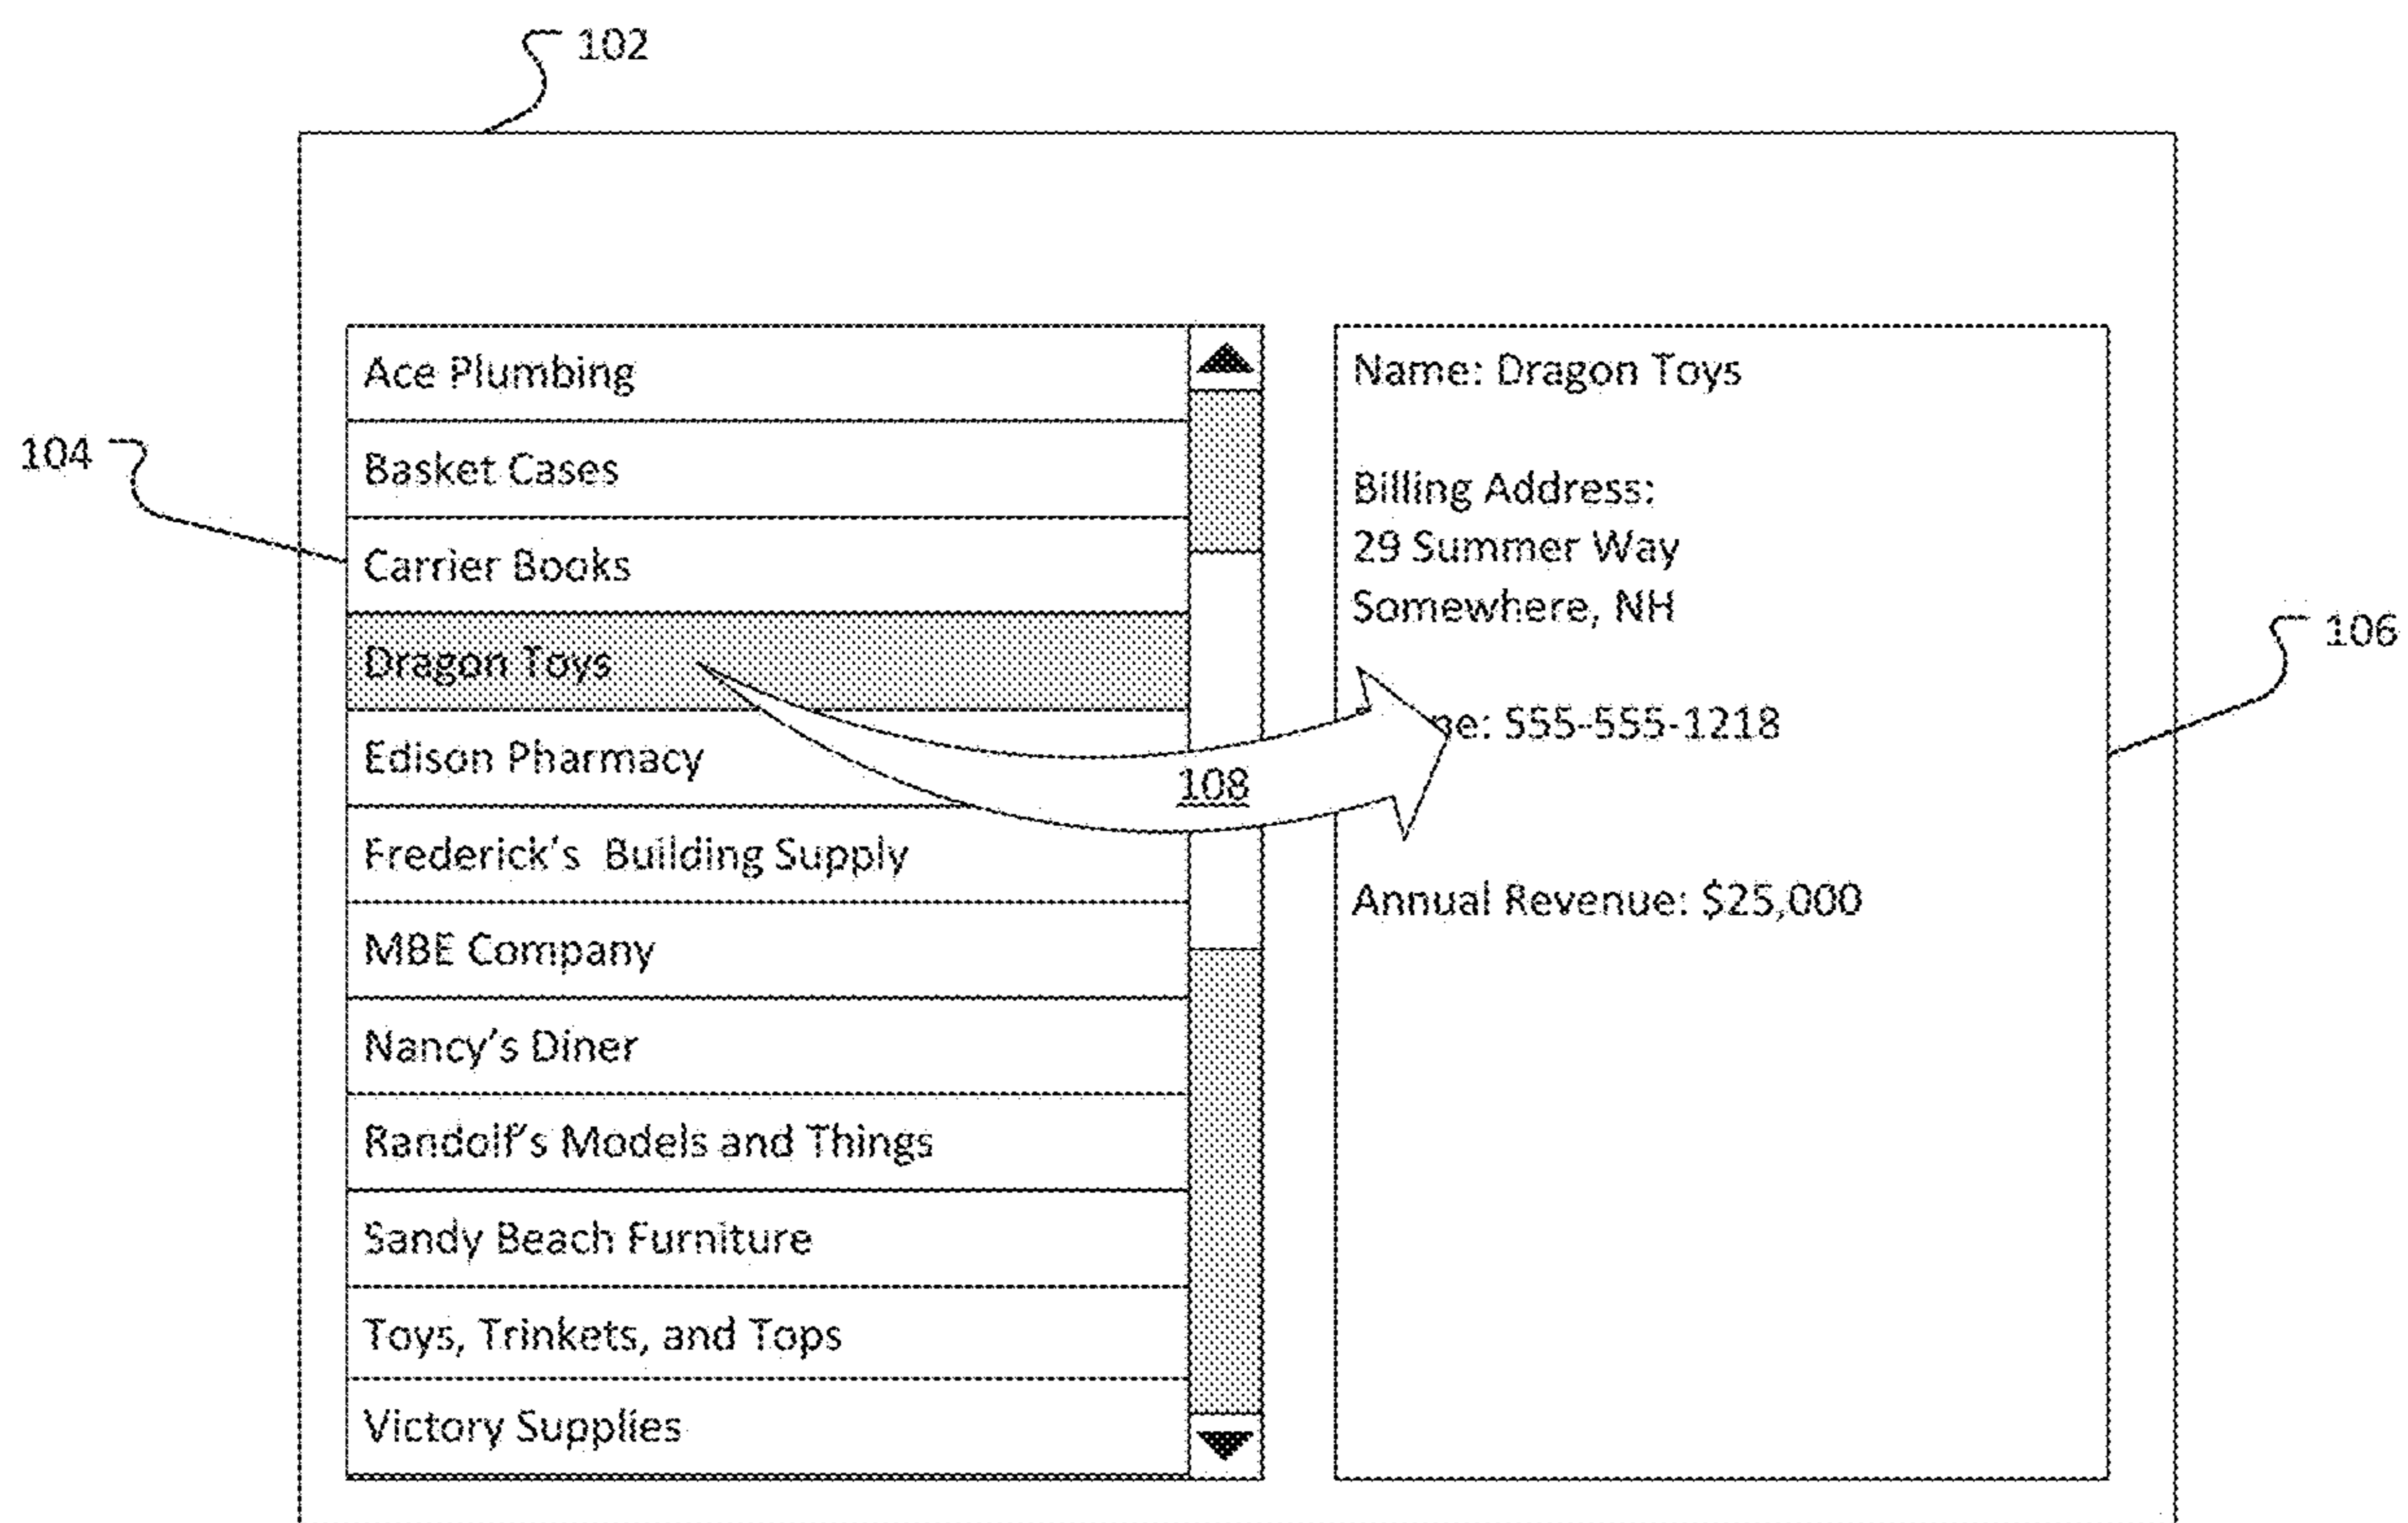 102
104
Ace Plumbing
Basket Cases
Carrier Books
Dragon Toys
Edison Pharmacy
Frederick's Building Supply
MBE Company
Nancy's Diner
Randolf's Models and Things
Sandy Beach Furniture
Toys, Trinkets, and Tops
Victory Supplies
108
Name: Dragon Toys
Billing Address:
29 Summer Way
Somewhere, NH
555-555-1218
Annual Revenue: $25,000
106